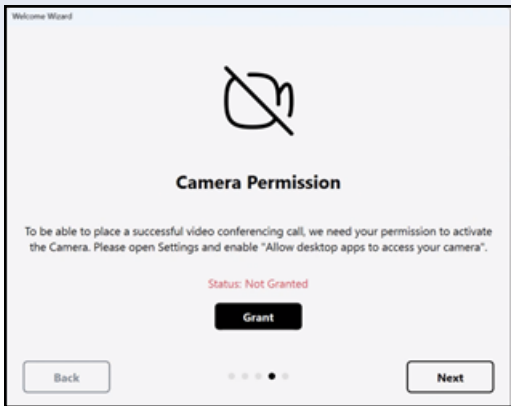 Welcome Wizard
Camera Permission
To be able to place a successful video conferencing call, we need your permission to activate
the Camera. Please open Settings and enable "Allow desktop apps to access your camera".
Status: Not Granted
Grant
Back
Next